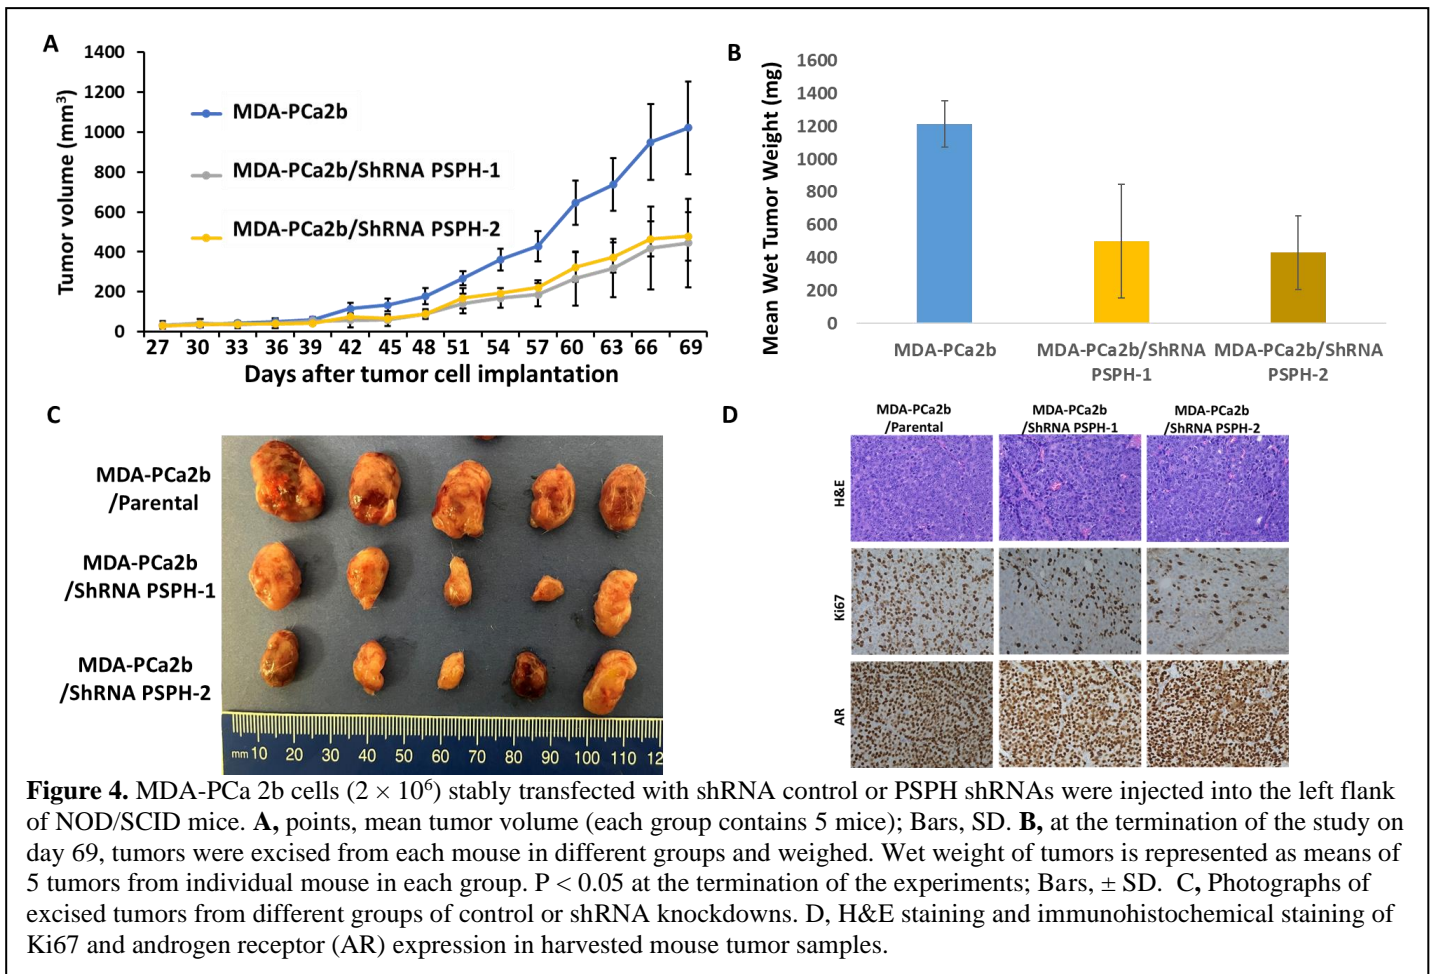 A
1400
1200
1000
800
600
400
200
0
Tumor volume (mm³)
MDA-PCa2b
MDA-PCa2b/ShRNA PSPH-1
MDA-PCa2b/ShRNA PSPH-2
27 30 33 36 39 42 45 48 51 54 57 60 63 66 69
Days after tumor cell implantation
B
1600
1400
1200
1000
800
600
400
200
0
Mean Wet Tumor Weight (mg)
MDA-PCa2b
MDA-PCa2b/ShRNA
PSPH-1
MDA-PCa2b/ShRNA
PSPH-2
C
MDA-PCa2b
/Parental
MDA-PCa2b
/ShRNA PSPH-1
MDA-PCa2b
/ShRNA PSPH-2
mm 10 20 30 40 50 60 70 80 90 100 110 12
D
MDA-PCa2b
/Parental
MDA-PCa2b
/ShRNA PSPH-1
MDA-PCa2b
/ShRNA PSPH-2
H&E
Ki67
AR
Figure 4. MDA-PCa 2b cells (2 × 10⁶) stably transfected with shRNA control or PSPH shRNAs were injected into the left flank
of NOD/SCID mice. A, points, mean tumor volume (each group contains 5 mice); Bars, SD. B, at the termination of the study on
day 69, tumors were excised from each mouse in different groups and weighed. Wet weight of tumors is represented as means of
5 tumors from individual mouse in each group. P < 0.05 at the termination of the experiments; Bars, ± SD. C, Photographs of
excised tumors from different groups of control or shRNA knockdowns. D, H&E staining and immunohistochemical staining of
Ki67 and androgen receptor (AR) expression in harvested mouse tumor samples.